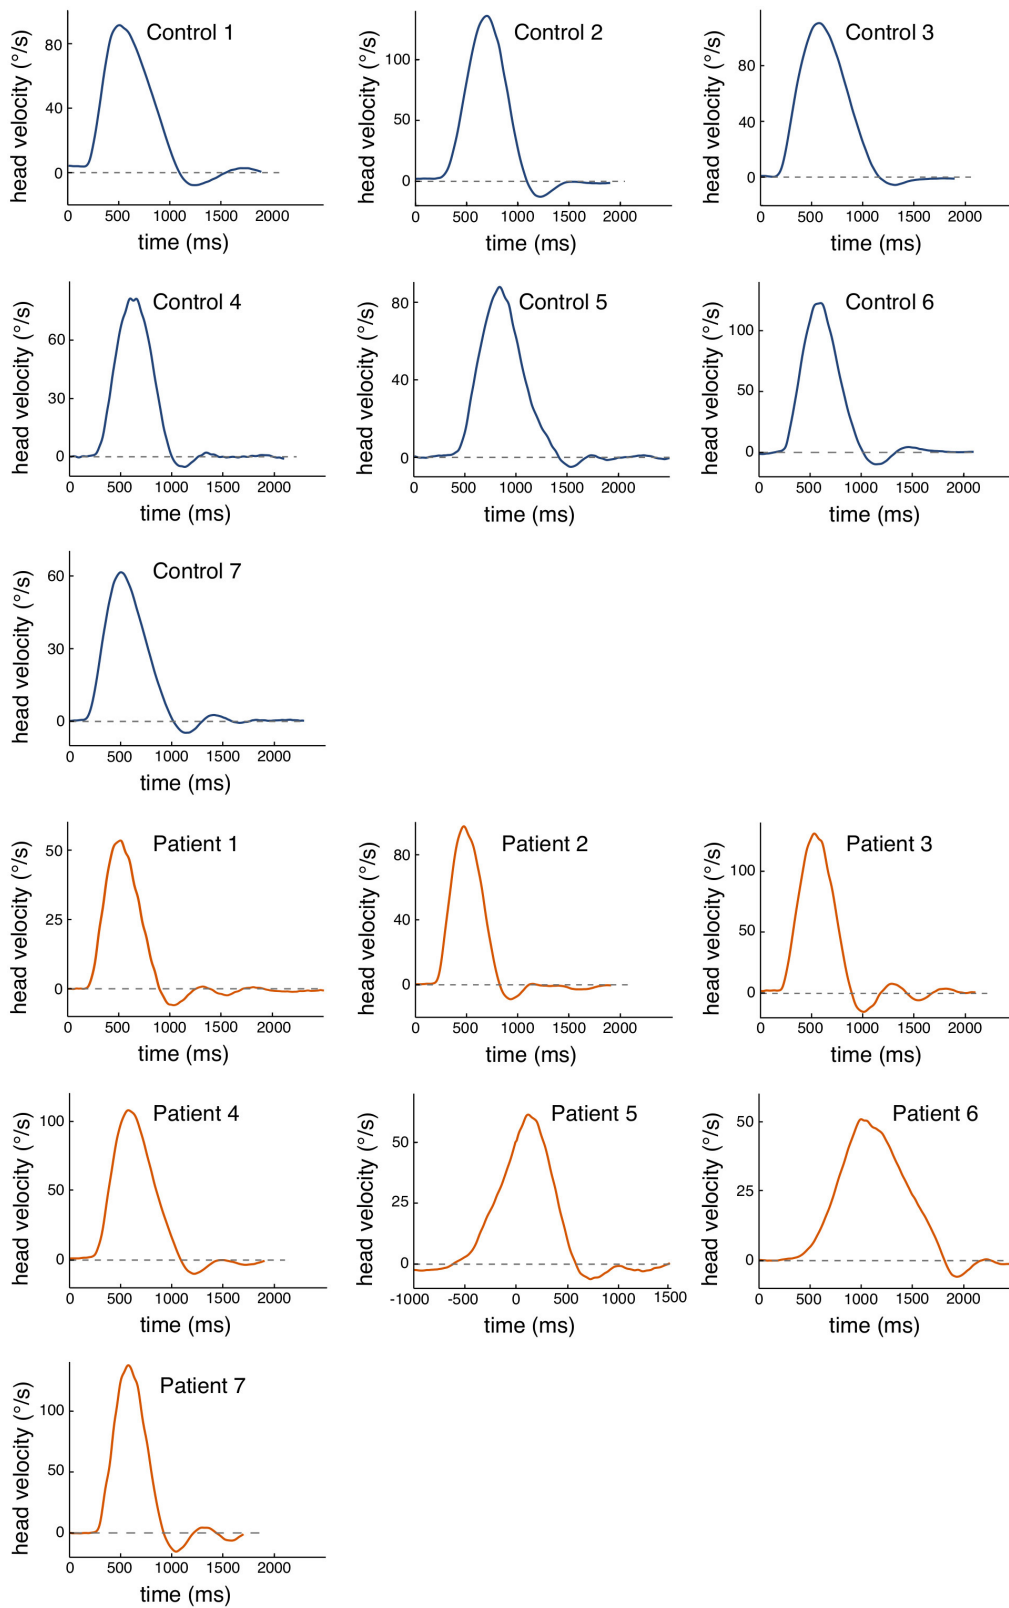 Control 1
head velocity (°/s)
80
40
0
0 500 1000 1500 2000
time (ms)
Control 2
head velocity (°/s)
100
50
0
0 500 1000 1500 2000
time (ms)
Control 3
head velocity (°/s)
80
40
0
0 500 1000 1500 2000
time (ms)
Control 4
head velocity (°/s)
60
30
0
0 500 1000 1500 2000
time (ms)
Control 5
head velocity (°/s)
80
40
0
0 500 1000 1500 2000
time (ms)
Control 6
head velocity (°/s)
100
50
0
0 500 1000 1500 2000
time (ms)
Control 7
head velocity (°/s)
60
30
0
0 500 1000 1500 2000
time (ms)
Patient 1
head velocity (°/s)
50
25
0
0 500 1000 1500 2000
time (ms)
Patient 2
head velocity (°/s)
80
40
0
0 500 1000 1500 2000
time (ms)
Patient 3
head velocity (°/s)
100
50
0
0 500 1000 1500 2000
time (ms)
Patient 4
head velocity (°/s)
100
50
0
0 500 1000 1500 2000
time (ms)
Patient 5
head velocity (°/s)
50
25
0
-1000 -500 0 500 1000 1500
time (ms)
Patient 6
head velocity (°/s)
50
25
0
0 500 1000 1500 2000
time (ms)
Patient 7
head velocity (°/s)
100
50
0
0 500 1000 1500 2000
time (ms)